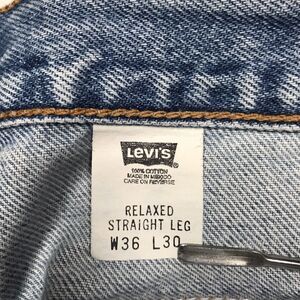 LEVI'S
100% COTTON
MADE IN MEXICO
CARE ON REVERSE
RELAXED
STRAIGHT LEG
W36 L30